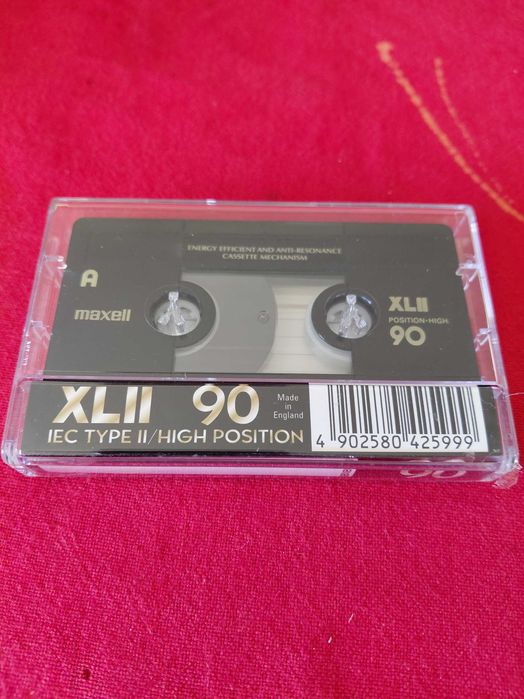 ENERGY EFFICIENT AND ANTI-RESONANCE
CASSETTE MECHANISM
A
maxell
XLII
POSITION•HIGH
90
XLII 90
Made
in
England
IEC TYPE II/HIGH POSITION
4 902580 425999
90